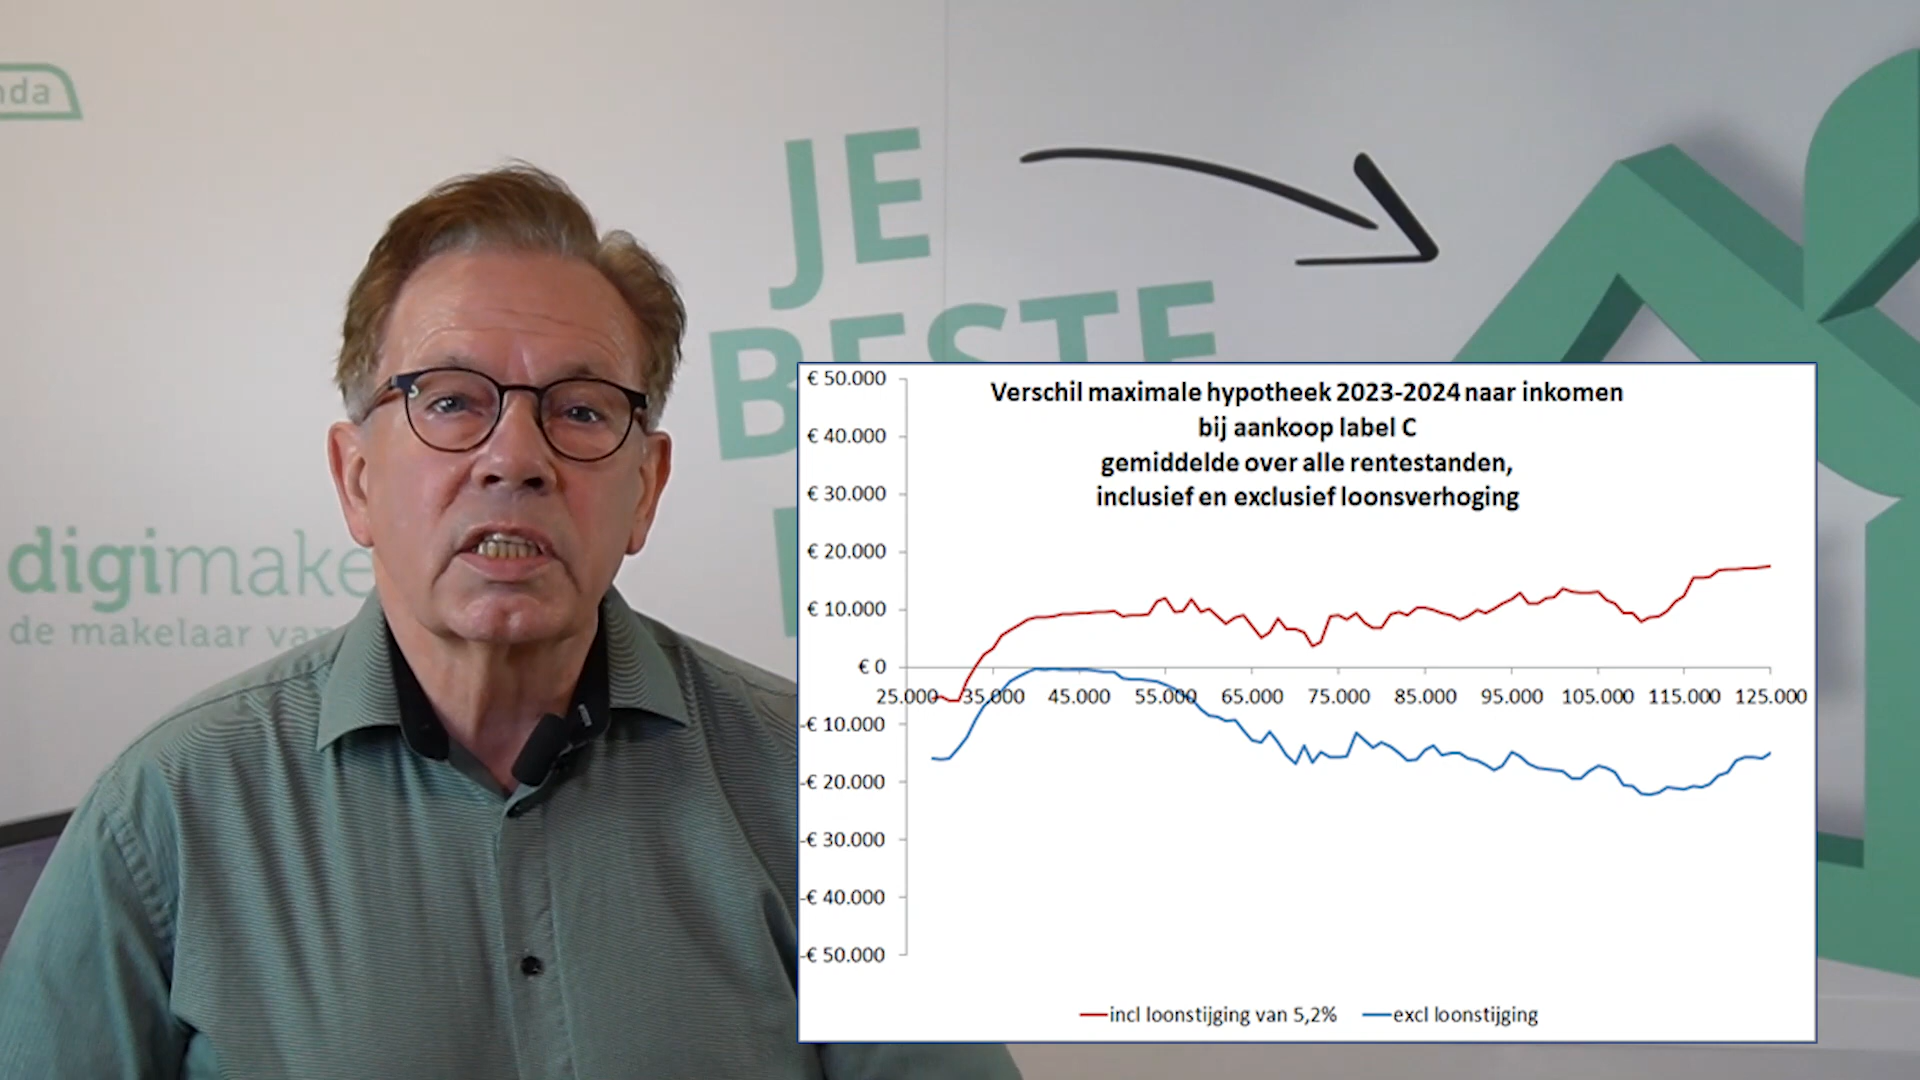 nda
JE
BESTE
digimake
de makelaar van
€ 50.000
€ 40.000
€ 30.000
€ 20.000
€ 10.000
€ 0
-€ 10.000
-€ 20.000
-€ 30.000
-€ 40.000
-€ 50.000
Verschil maximale hypotheek 2023-2024 naar inkomen
bij aankoop label C
gemiddelde over alle rentestanden,
inclusief en exclusief loonsverhoging
25.000 35.000 45.000 55.000 65.000 75.000 85.000 95.000 105.000 115.000 125.000
incl loonstijging van 5,2% excl loonstijging